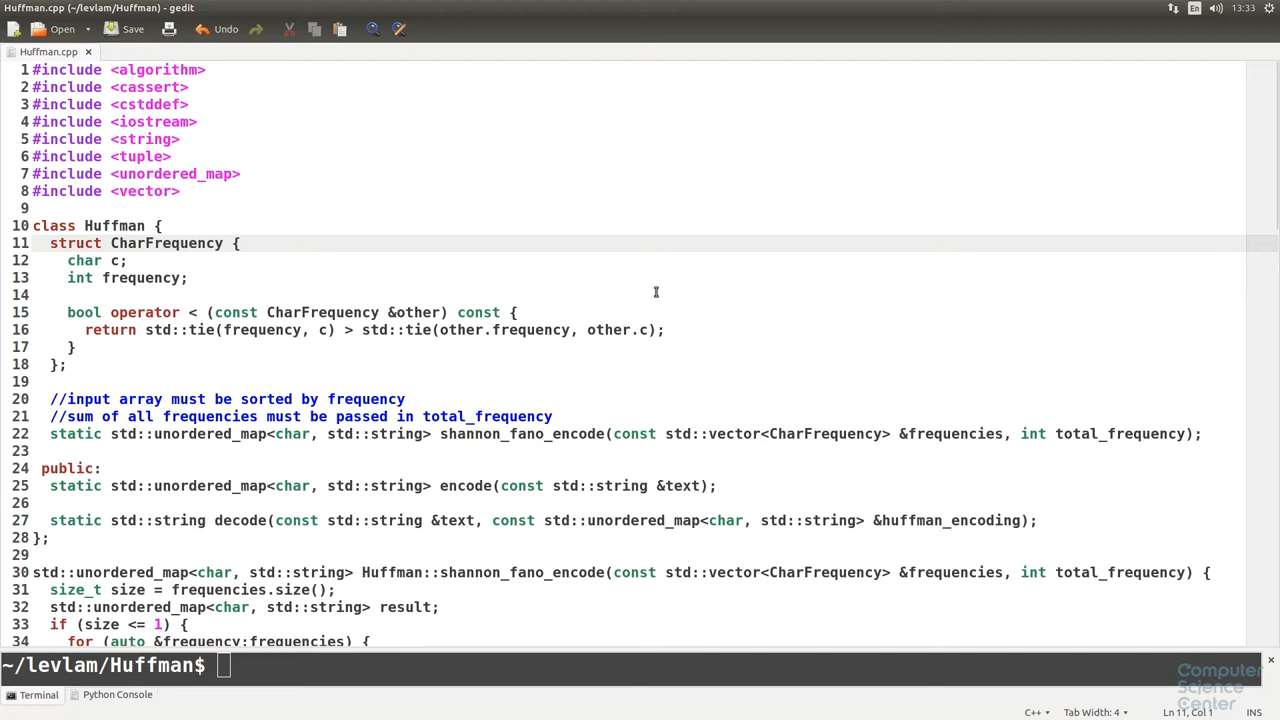 Huffman.cpp (~/levlam/Huffman) - gedit
En 13:33
Open Save Undo
Huffman.cpp ×
1 #include <algorithm>
2 #include <cassert>
3 #include <cstddef>
4 #include <iostream>
5 #include <string>
6 #include <tuple>
7 #include <unordered_map>
8 #include <vector>
9
10 class Huffman {
11   struct CharFrequency {
12     char c;
13     int frequency;
14
15     bool operator < (const CharFrequency &other) const {
16       return std::tie(frequency, c) > std::tie(other.frequency, other.c);
17     }
18   };
19
20   //input array must be sorted by frequency
21   //sum of all frequencies must be passed in total_frequency
22   static std::unordered_map<char, std::string> shannon_fano_encode(const std::vector<CharFrequency> &frequencies, int total_frequency);
23
24  public:
25   static std::unordered_map<char, std::string> encode(const std::string &text);
26
27   static std::string decode(const std::string &text, const std::unordered_map<char, std::string> &huffman_encoding);
28 };
29
30 std::unordered_map<char, std::string> Huffman::shannon_fano_encode(const std::vector<CharFrequency> &frequencies, int total_frequency) {
31   size_t size = frequencies.size();
32   std::unordered_map<char, std::string> result;
33   if (size <= 1) {
34     for (auto &frequency:frequencies) {
~/levlam/Huffman$
Computer
Science
Center
Terminal Python Console
C++ Tab Width: 4 Ln 11, Col 1 INS